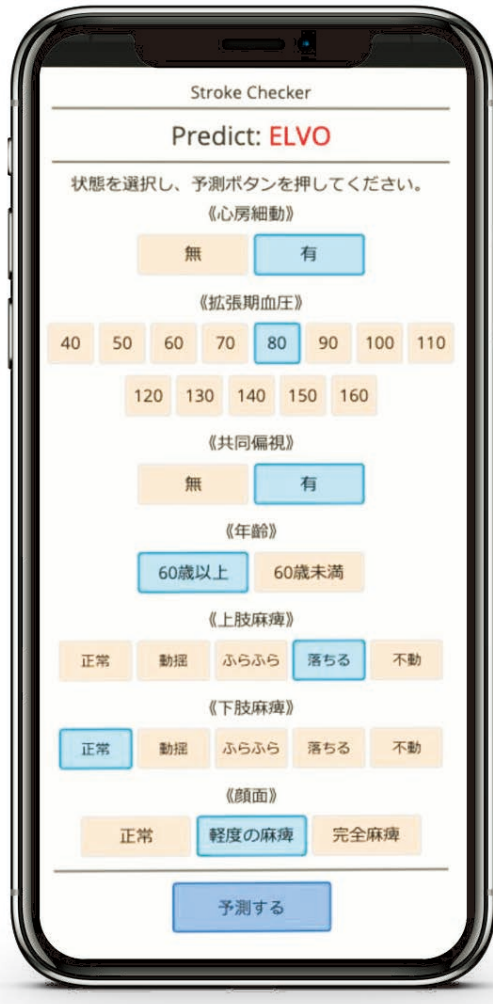 Stroke Checker
Predict: ELVO
状態を選択し、予測ボタンを押してください。
《心房細動》
無 有
《拡張期血圧》
40 50 60 70 80 90 100 110
120 130 140 150 160
《共同偏視》
無 有
《年齢》
60歳以上 60歳未満
《上肢麻痺》
正常 動揺 ふらふら 落ちる 不動
《下肢麻痺》
正常 動揺 ふらふら 落ちる 不動
《顔面》
正常 軽度の麻痺 完全麻痺
予測する